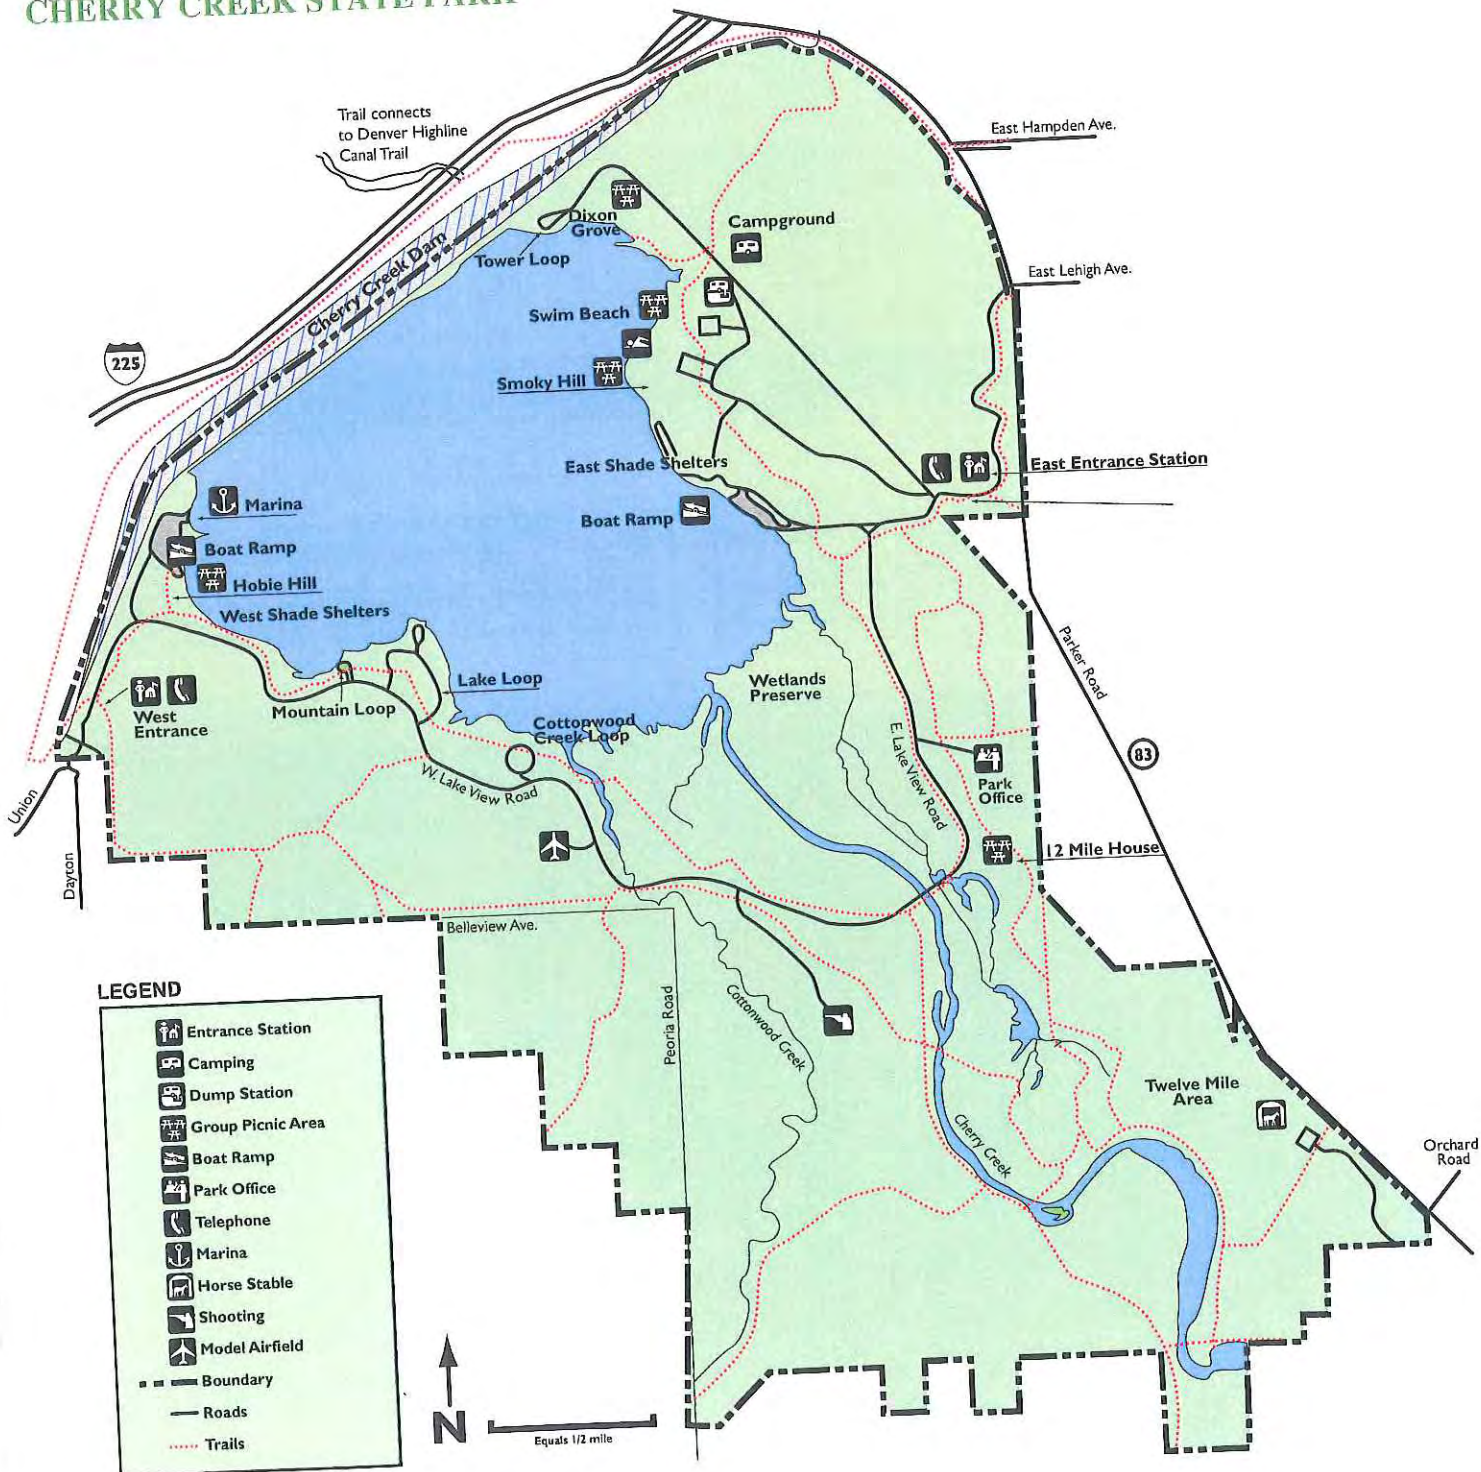 CHERRY CREEK STATE PARK
Trail connects
to Denver Highline
Canal Trail
East Hampden Ave.
Dixon
Grove
Campground
Tower Loop
East Lehigh Ave.
Cherry Creek Dam
Swim Beach
225
Smoky Hill
East Shade Shelters
East Entrance Station
Marina
Boat Ramp
Boat Ramp
Hobie Hill
West Shade Shelters
Parker Road
Wetlands
Preserve
Lake Loop
West
Entrance
Mountain Loop
Cottonwood
Creek Loop
E. Lake View Road
83
Park
Office
W. Lake View Road
Union
Dayton
12 Mile House
Belleview Ave.
Peoria Road
Cottonwood Creek
Twelve Mile
Area
Cherry Creek
Orchard
Road
LEGEND
Entrance Station
Camping
Dump Station
Group Picnic Area
Boat Ramp
Park Office
Telephone
Marina
Horse Stable
Shooting
Model Airfield
Boundary
Roads
Trails
N
Equals 1/2 mile